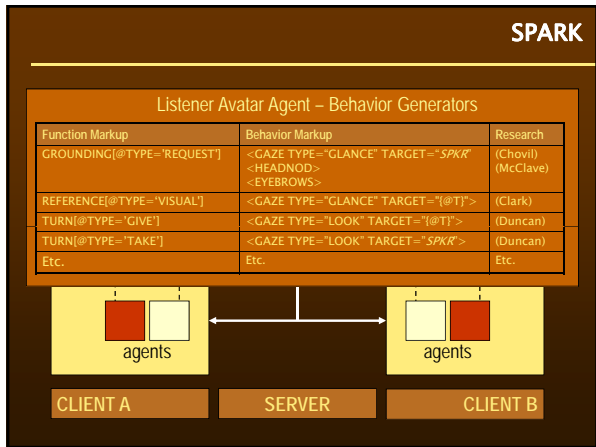 SPARK
Listener Avatar Agent – Behavior Generators
Function Markup Behavior Markup Research
GROUNDING[@TYPE='REQUEST'] <GAZE TYPE="GLANCE" TARGET="SPKR" (Chovil)
<HEADNOD> (McClave)
<EYEBROWS>
REFERENCE[@TYPE='VISUAL'] <GAZE TYPE="GLANCE" TARGET="{@T}"> (Clark)
TURN[@TYPE='GIVE'] <GAZE TYPE="LOOK" TARGET="{@T}"> (Duncan)
TURN[@TYPE='TAKE'] <GAZE TYPE="LOOK" TARGET="SPKR"> (Duncan)
Etc. Etc. Etc.
agents agents
CLIENT A SERVER CLIENT B